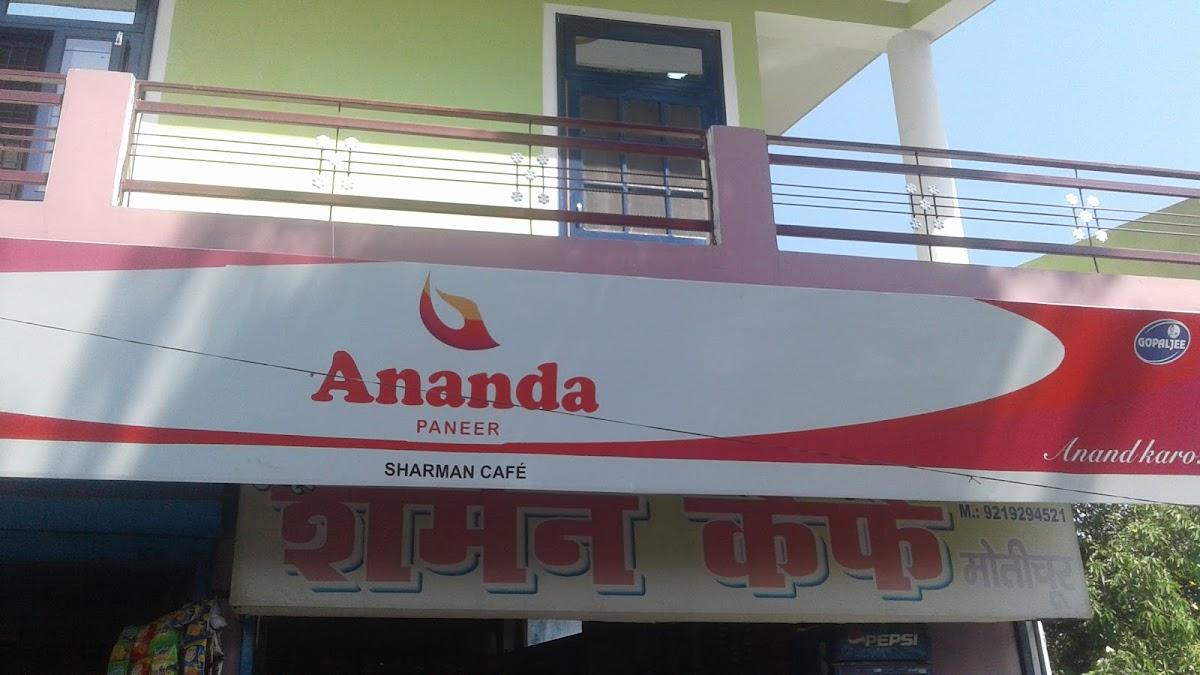 Ananda
PANEER
GOPALJEE
Anand karo
SHARMAN CAFÉ
शर्मन कैफे
M.: 9219294521
मोतीचूर
PEPSI